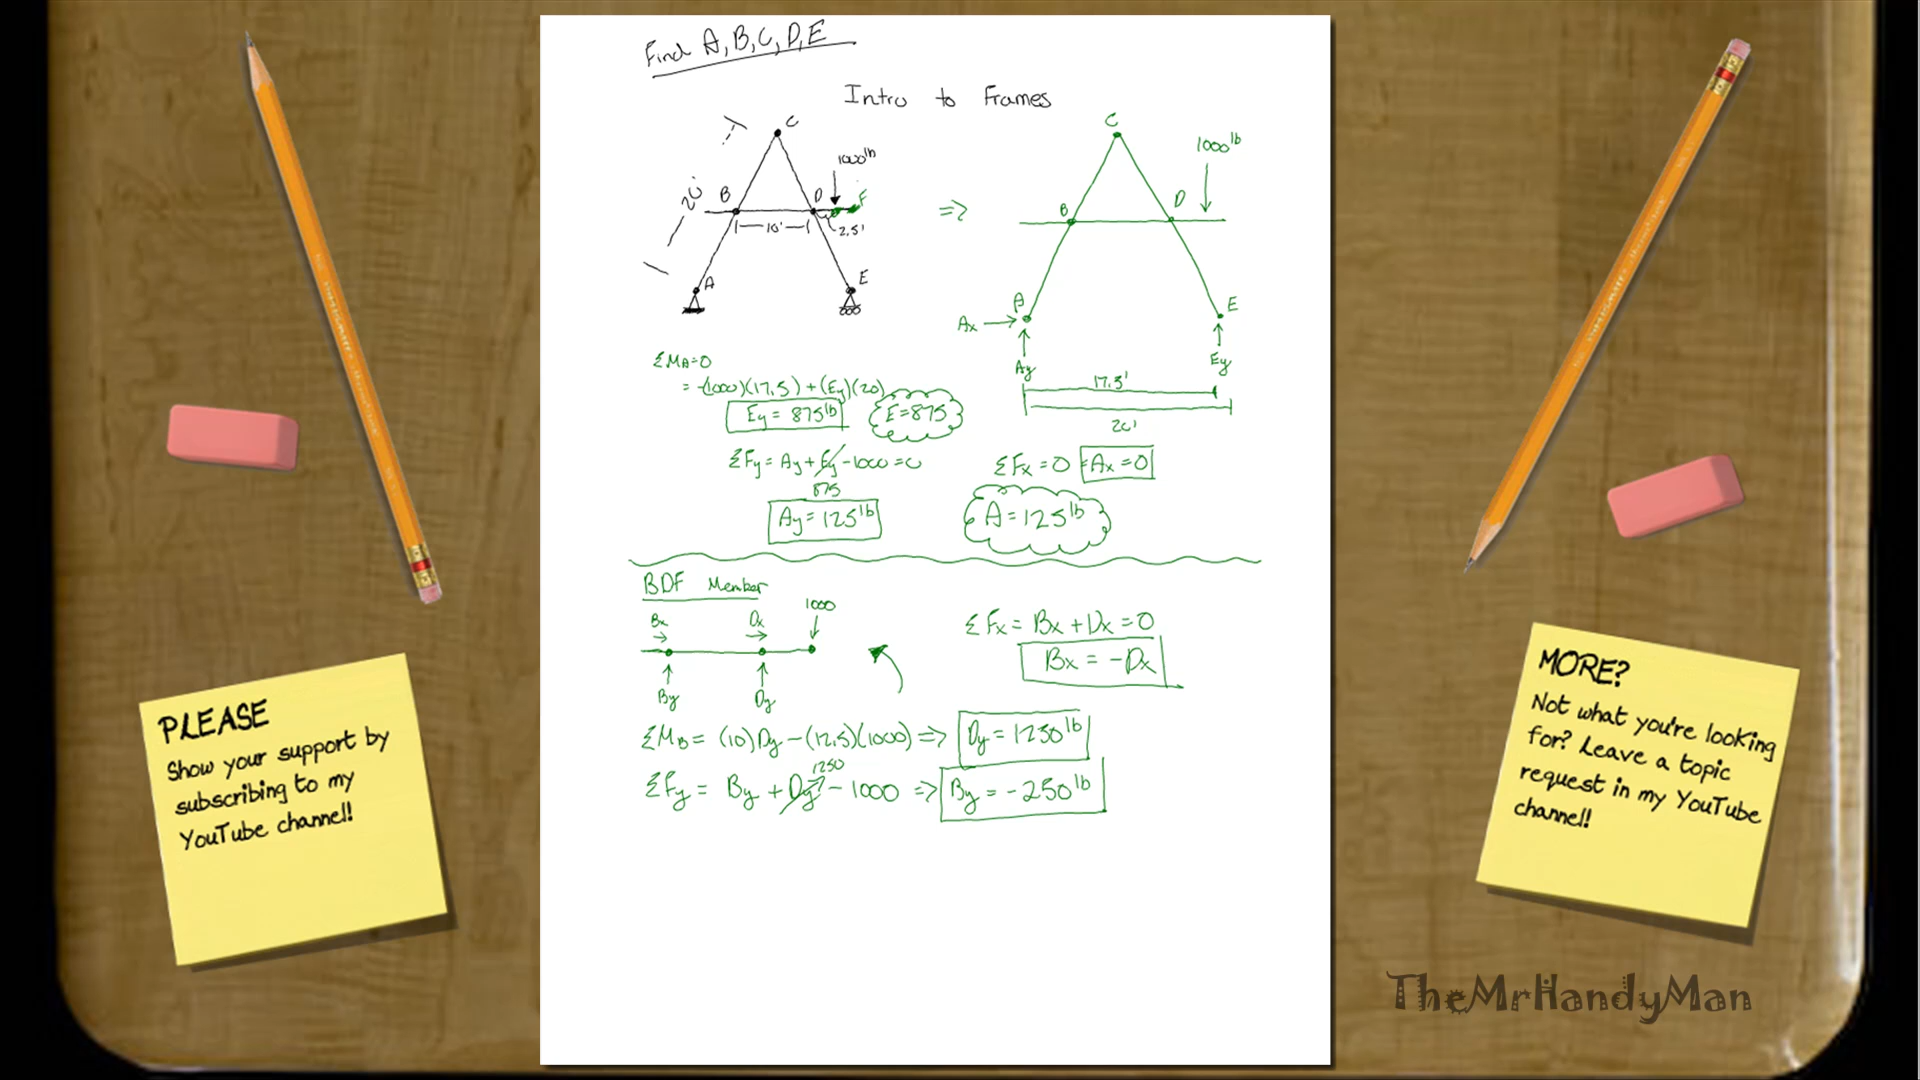 Find A, B, C, D, E
Intro to Frames
C
1000lb
B
D
F
20'
10'
2.5'
A
E
=>
C
1000lb
B
D
A
E
Ax
Ay
Ey
17.5'
20'
ΣMA=0
= -(1000)(17.5) + (Ey)(20)
Ey = 875lb
E=875
ΣFy = Ay + Ey - 1000 = 0
875
ΣFx = 0 = Ax = 0
Ay = 125lb
A = 125lb
BDF Member
Bx
Dx
1000
By
Dy
ΣFx = Bx + Dx = 0
Bx = -Dx
ΣMB = (10)Dy - (12.5)(1000) => Dy = 1250lb
1250
ΣFy = By + Dy - 1000 => By = -250lb
PLEASE
Show your support by
subscribing to my
YouTube channel!
MORE?
Not what you're looking
for? Leave a topic
request in my YouTube
channel!
TheMrHandyMan